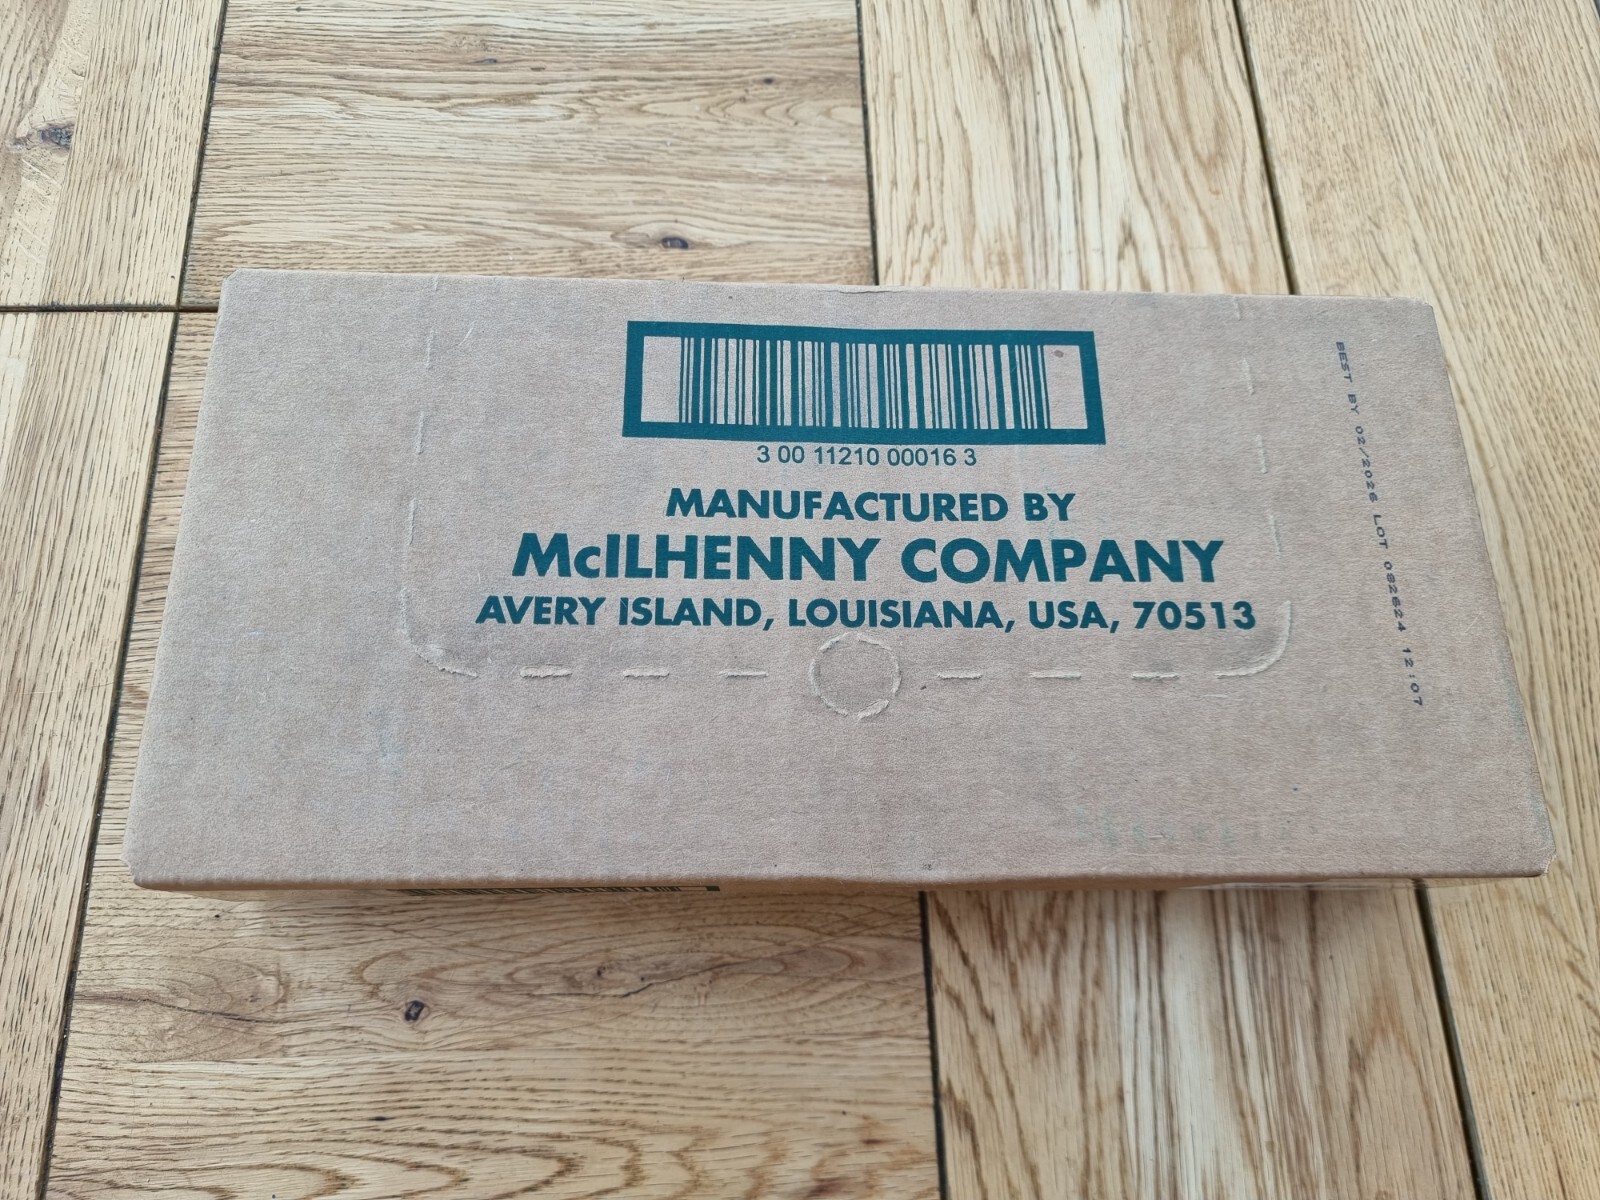 3 00 11210 00016 3
MANUFACTURED BY
McILHENNY COMPANY
AVERY ISLAND, LOUISIANA, USA, 70513
BEST BY 02/2026 LOT 082624 12:07